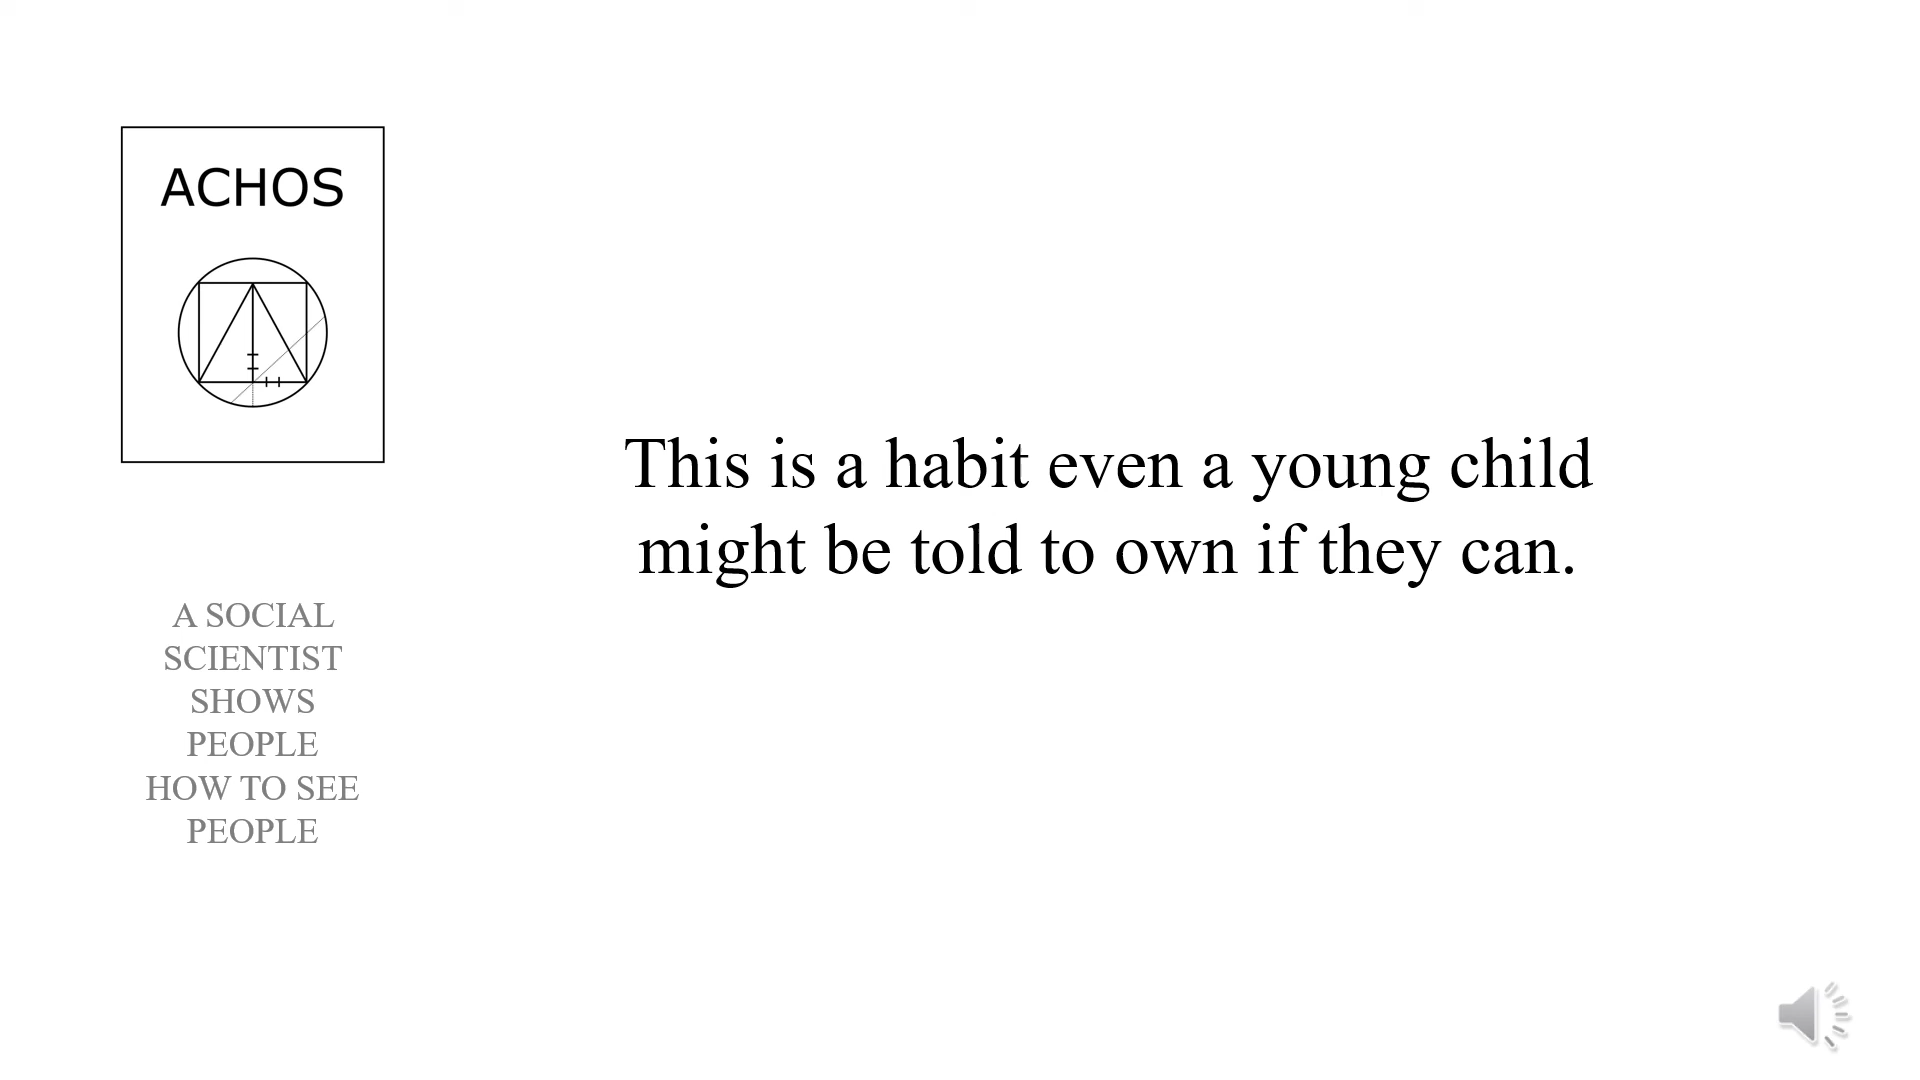 ACHOS
A SOCIAL
SCIENTIST
SHOWS
PEOPLE
HOW TO SEE
PEOPLE
This is a habit even a young child
might be told to own if they can.